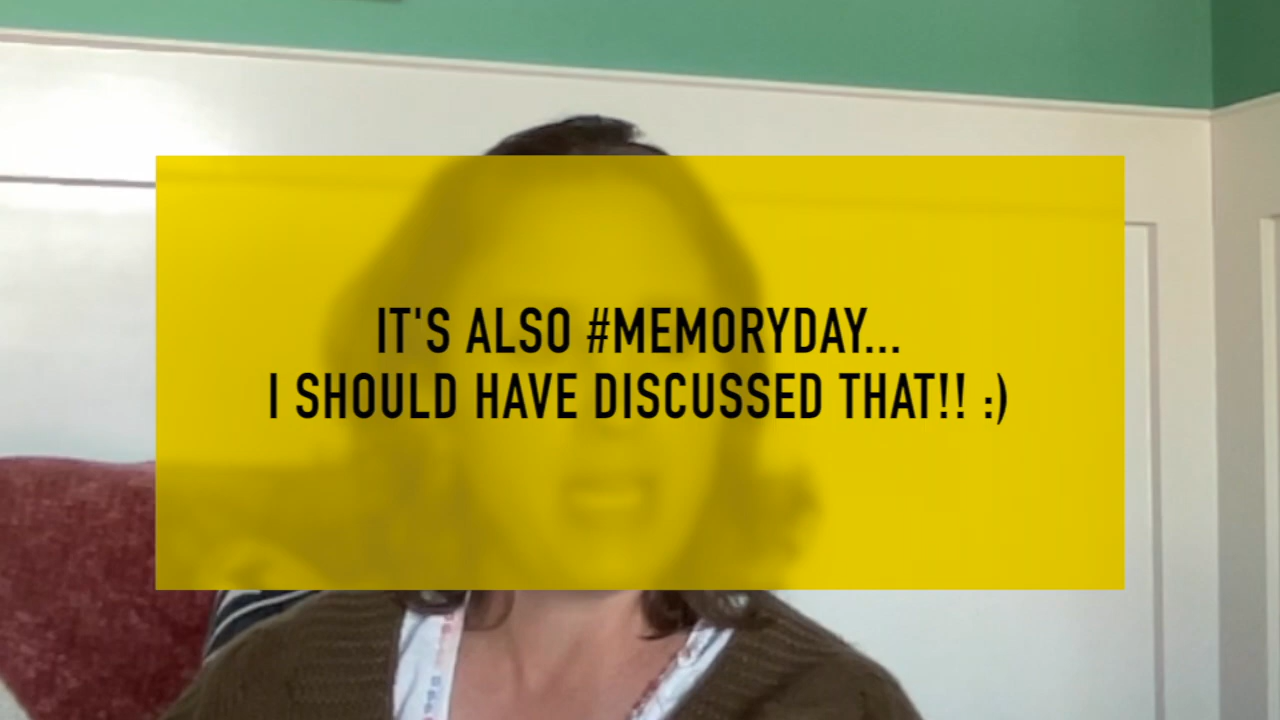 IT'S ALSO #MEMORYDAY...
I SHOULD HAVE DISCUSSED THAT!! :)